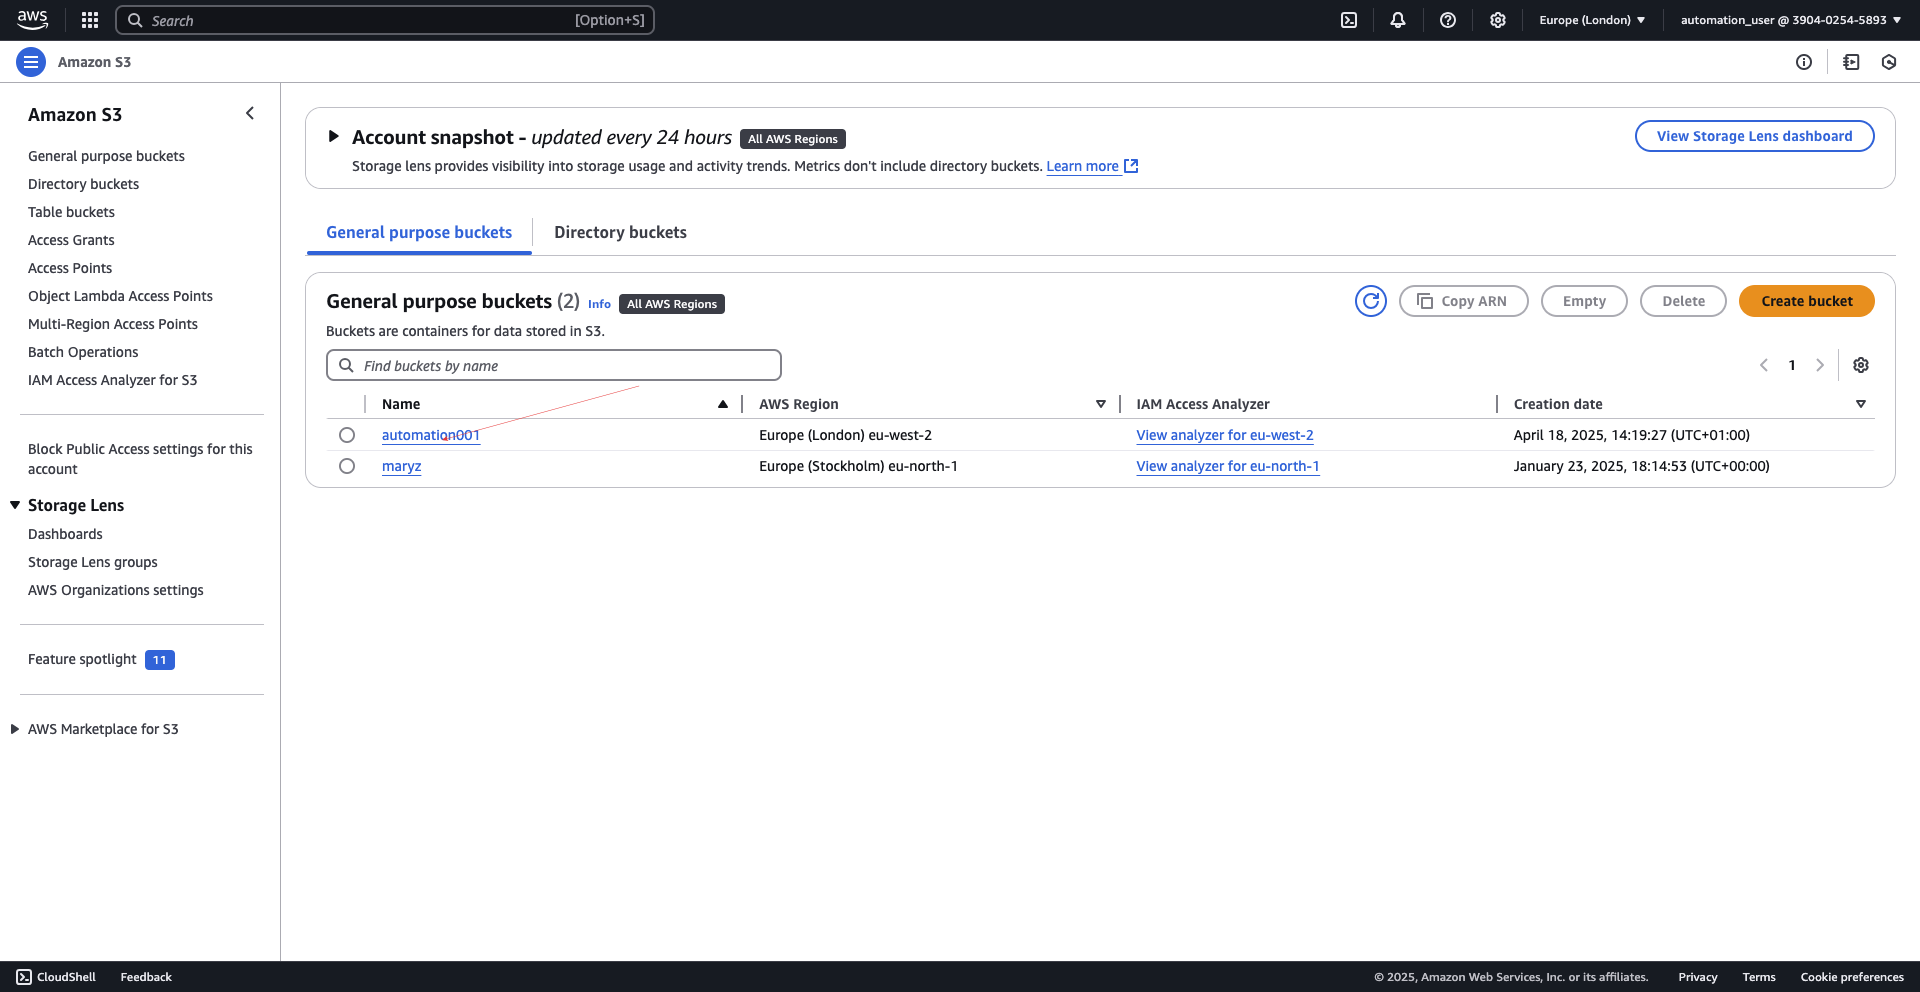 aws
Search [Option+S]
Europe (London)
automation_user @ 3904-0254-5893
Amazon S3
Amazon S3
General purpose buckets
Directory buckets
Table buckets
Access Grants
Access Points
Object Lambda Access Points
Multi-Region Access Points
Batch Operations
IAM Access Analyzer for S3
Block Public Access settings for this
account
Storage Lens
Dashboards
Storage Lens groups
AWS Organizations settings
Feature spotlight 11
AWS Marketplace for S3
Account snapshot - updated every 24 hours All AWS Regions
View Storage Lens dashboard
Storage lens provides visibility into storage usage and activity trends. Metrics don't include directory buckets. Learn more
General purpose buckets
Directory buckets
General purpose buckets (2) Info All AWS Regions
Copy ARN
Empty
Delete
Create bucket
Buckets are containers for data stored in S3.
Find buckets by name
1
Name AWS Region IAM Access Analyzer Creation date
automation001 Europe (London) eu-west-2 View analyzer for eu-west-2 April 18, 2025, 14:19:27 (UTC+01:00)
maryz Europe (Stockholm) eu-north-1 View analyzer for eu-north-1 January 23, 2025, 18:14:53 (UTC+00:00)
CloudShell Feedback © 2025, Amazon Web Services, Inc. or its affiliates. Privacy Terms Cookie preferences